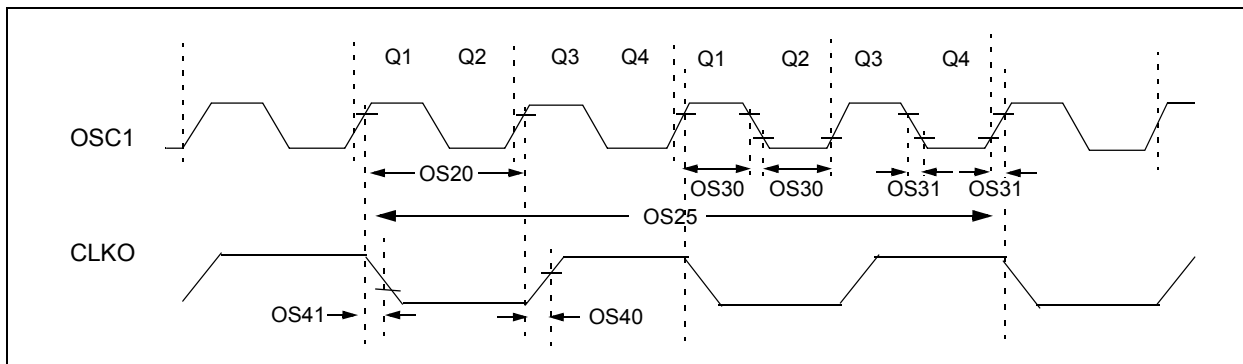 Q1 Q2 Q3 Q4 Q1 Q2 Q3 Q4
OSC1
OS20 OS30 OS30 OS31 OS31
OS25
CLKO
OS41 OS40